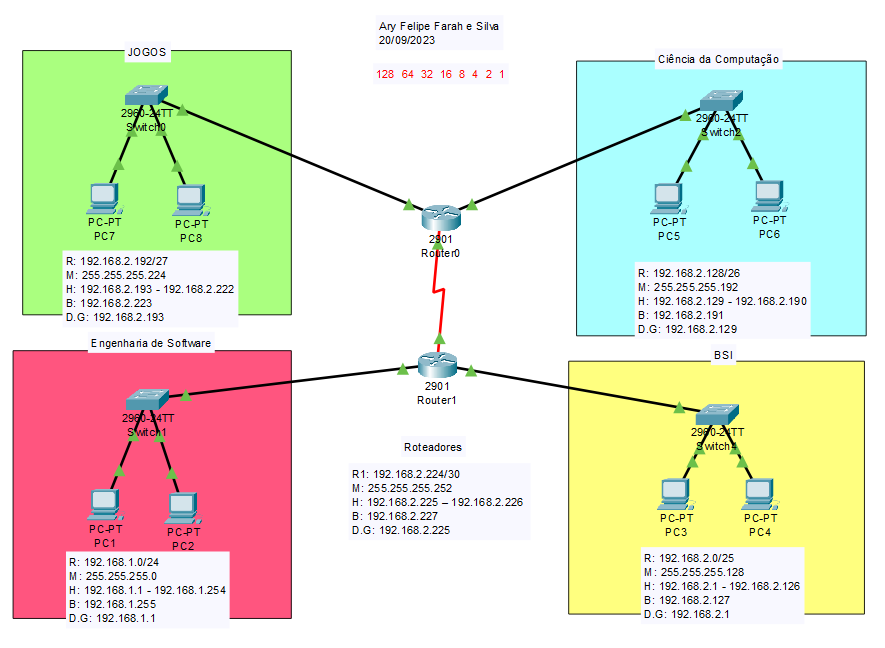 Ary Felipe Farah e Silva
20/09/2023
128 64 32 16 8 4 2 1
JOGOS
2960-24TT
Switch0
PC-PT
PC7
PC-PT
PC8
R: 192.168.2.192/27
M: 255.255.255.224
H: 192.168.2.193 - 192.168.2.222
B: 192.168.2.223
D.G: 192.168.2.193
Ciência da Computação
2960-24TT
Switch2
PC-PT
PC5
PC-PT
PC6
R: 192.168.2.128/26
M: 255.255.255.192
H: 192.168.2.129 - 192.168.2.190
B: 192.168.2.191
D.G: 192.168.2.129
2901
Router0
2901
Router1
Engenharia de Software
2960-24TT
Switch1
PC-PT
PC1
PC-PT
PC2
R: 192.168.1.0/24
M: 255.255.255.0
H: 192.168.1.1 - 192.168.1.254
B: 192.168.1.255
D.G: 192.168.1.1
Roteadores
R1: 192.168.2.224/30
M: 255.255.255.252
H: 192.168.2.225 – 192.168.2.226
B: 192.168.2.227
D.G: 192.168.2.225
BSI
2960-24TT
Switch4
PC-PT
PC3
PC-PT
PC4
R: 192.168.2.0/25
M: 255.255.255.128
H: 192.168.2.1 - 192.168.2.126
B: 192.168.2.127
D.G: 192.168.2.1